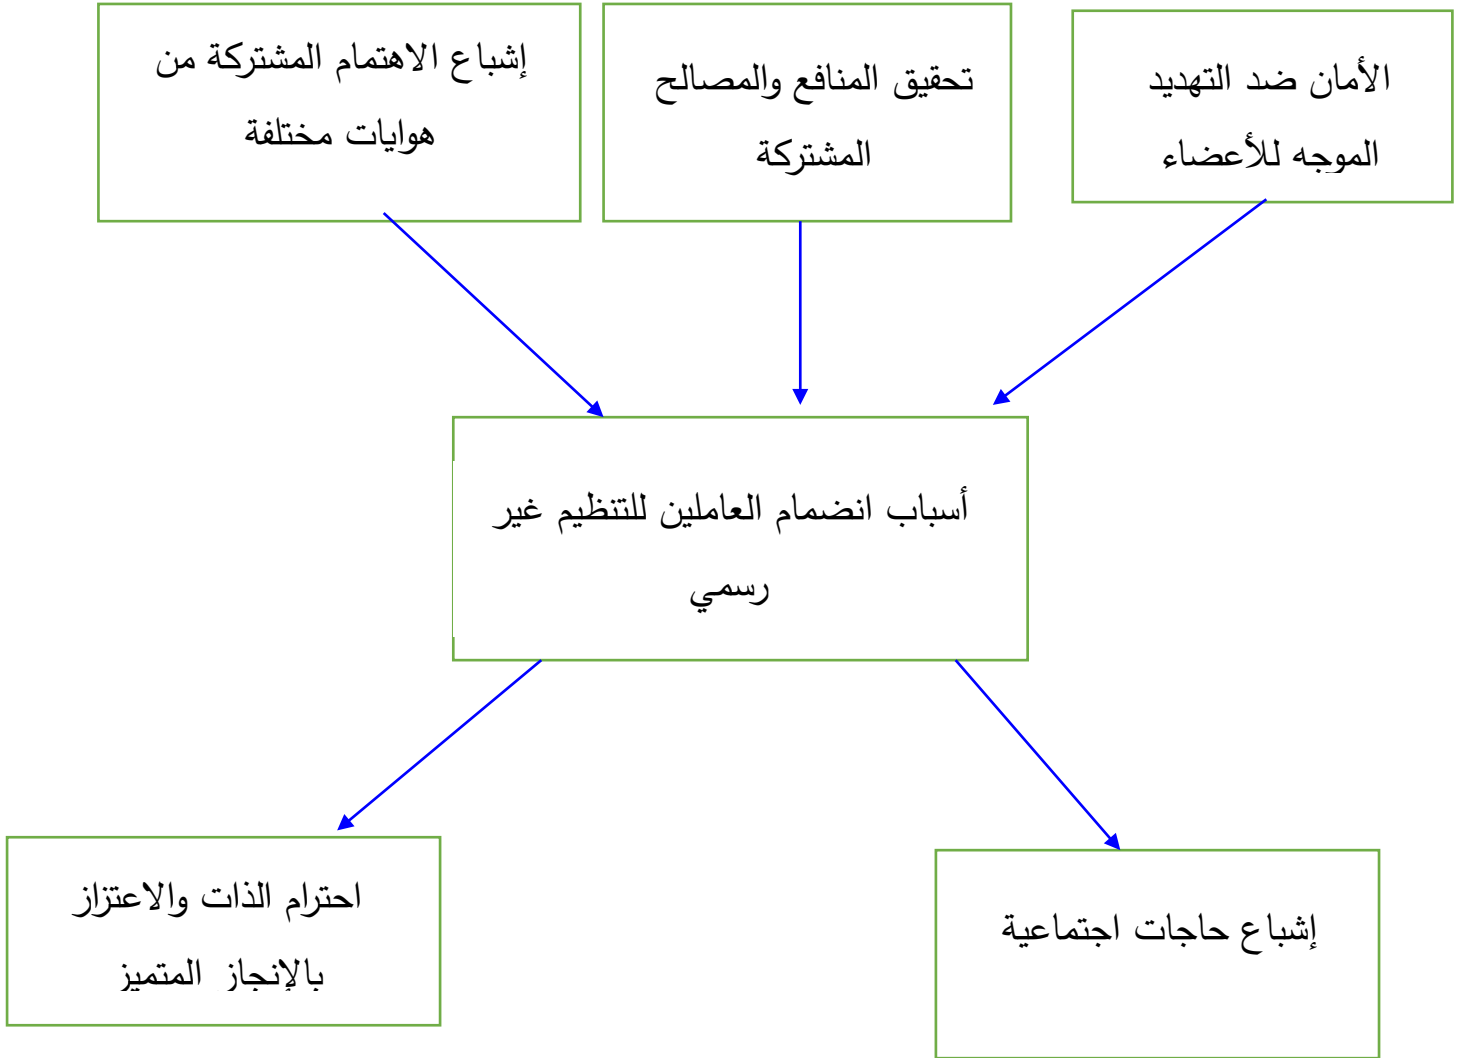 الأمان ضد التهديد
الموجه للأعضاء
تحقيق المنافع والمصالح
المشتركة
إشباع الاهتمام المشتركة من
هوايات مختلفة
أسباب انضمام العاملين للتنظيم غير
رسمي
إشباع حاجات اجتماعية
احترام الذات والاعتزاز
بالإنجاز المتميز